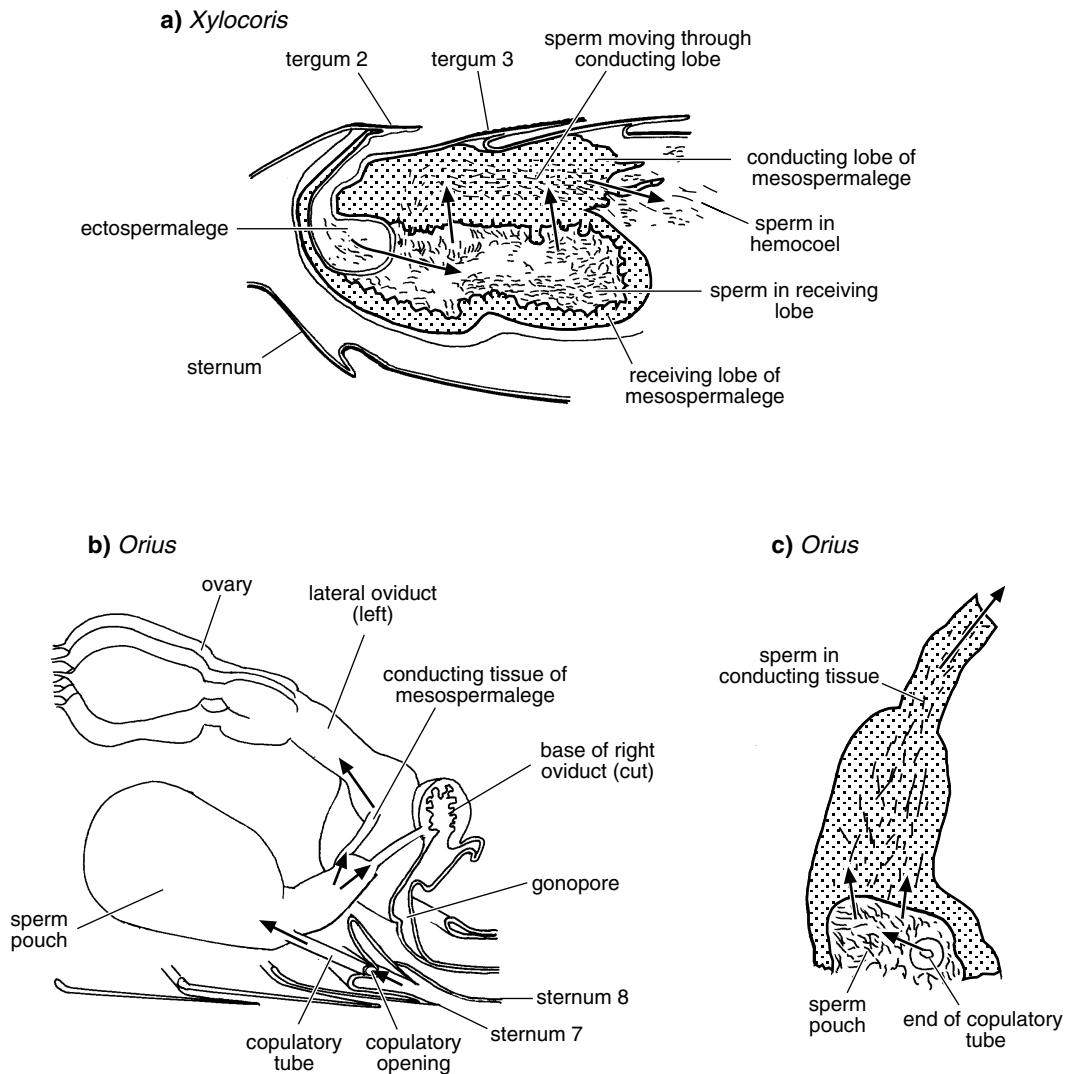 a) Xylocoris
sperm moving through
conducting lobe
tergum 2
tergum 3
conducting lobe of
mesospermalege
ectospermalege
sperm in
hemocoel
sperm in receiving
lobe
sternum
receiving lobe of
mesospermalege
b) Orius
ovary
lateral oviduct
(left)
conducting tissue of
mesospermalege
base of right
oviduct (cut)
gonopore
sperm
pouch
sternum 8
sternum 7
copulatory
tube
copulatory
opening
c) Orius
sperm in
conducting tissue
sperm
pouch
end of copulatory
tube